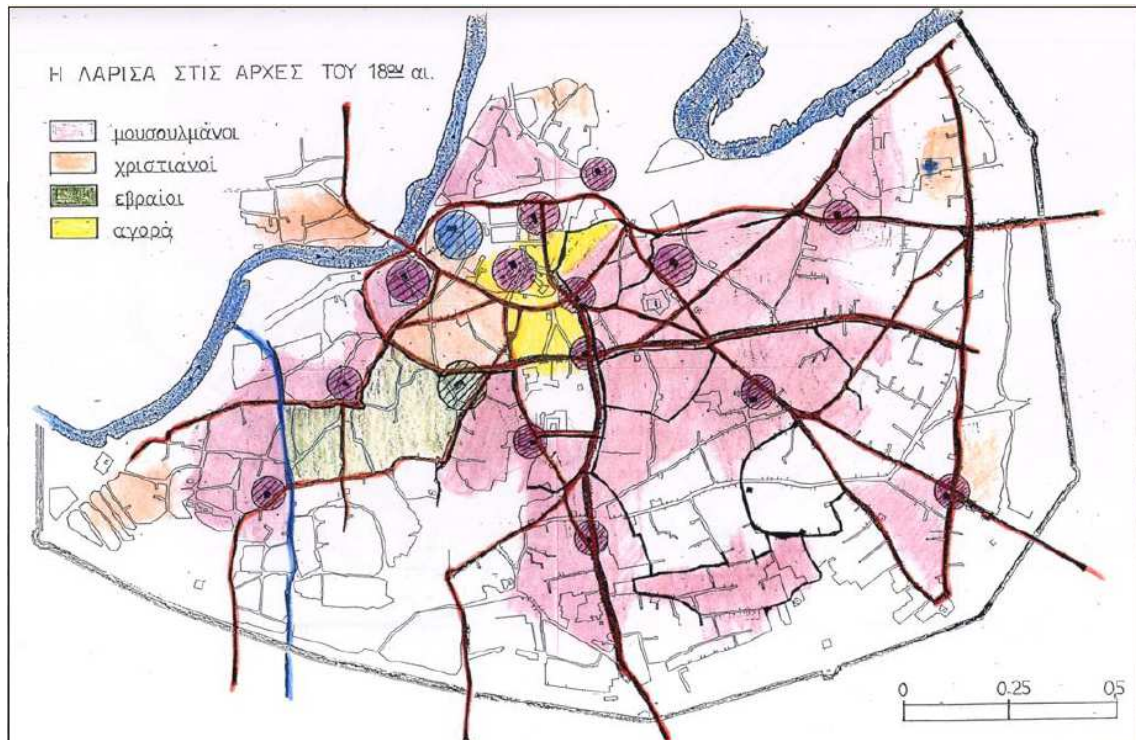 Η ΛΑΡΙΣΑ ΣΤΙΣ ΑΡΧΕΣ ΤΟΥ 18ου αι.
μουσουλμάνοι
χριστιανοί
εβραίοι
αγορά
0 0.25 0.5